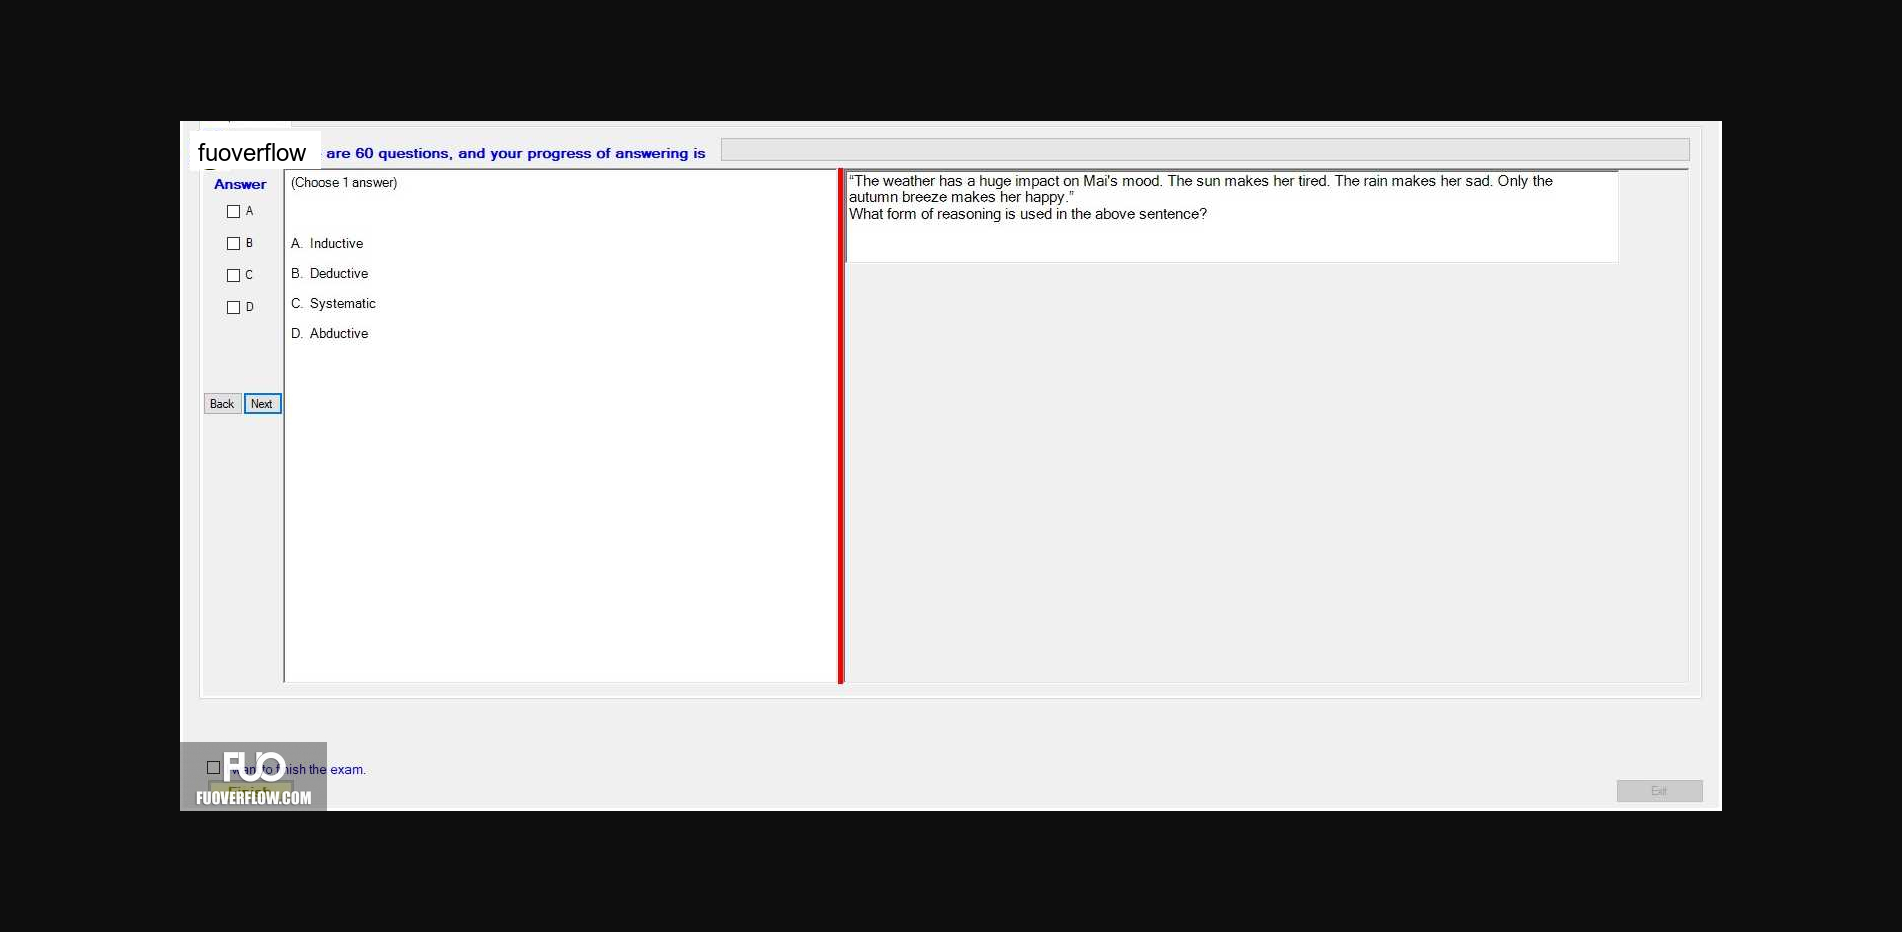 fuoverflow are 60 questions, and your progress of answering is
Answer
A
B
C
D
Back Next
(Choose 1 answer)
A. Inductive
B. Deductive
C. Systematic
D. Abductive
“The weather has a huge impact on Mai's mood. The sun makes her tired. The rain makes her sad. Only the
autumn breeze makes her happy.”
What form of reasoning is used in the above sentence?
FUO
want to finish the exam.
Finish
FUOVERFLOW.COM
Exit